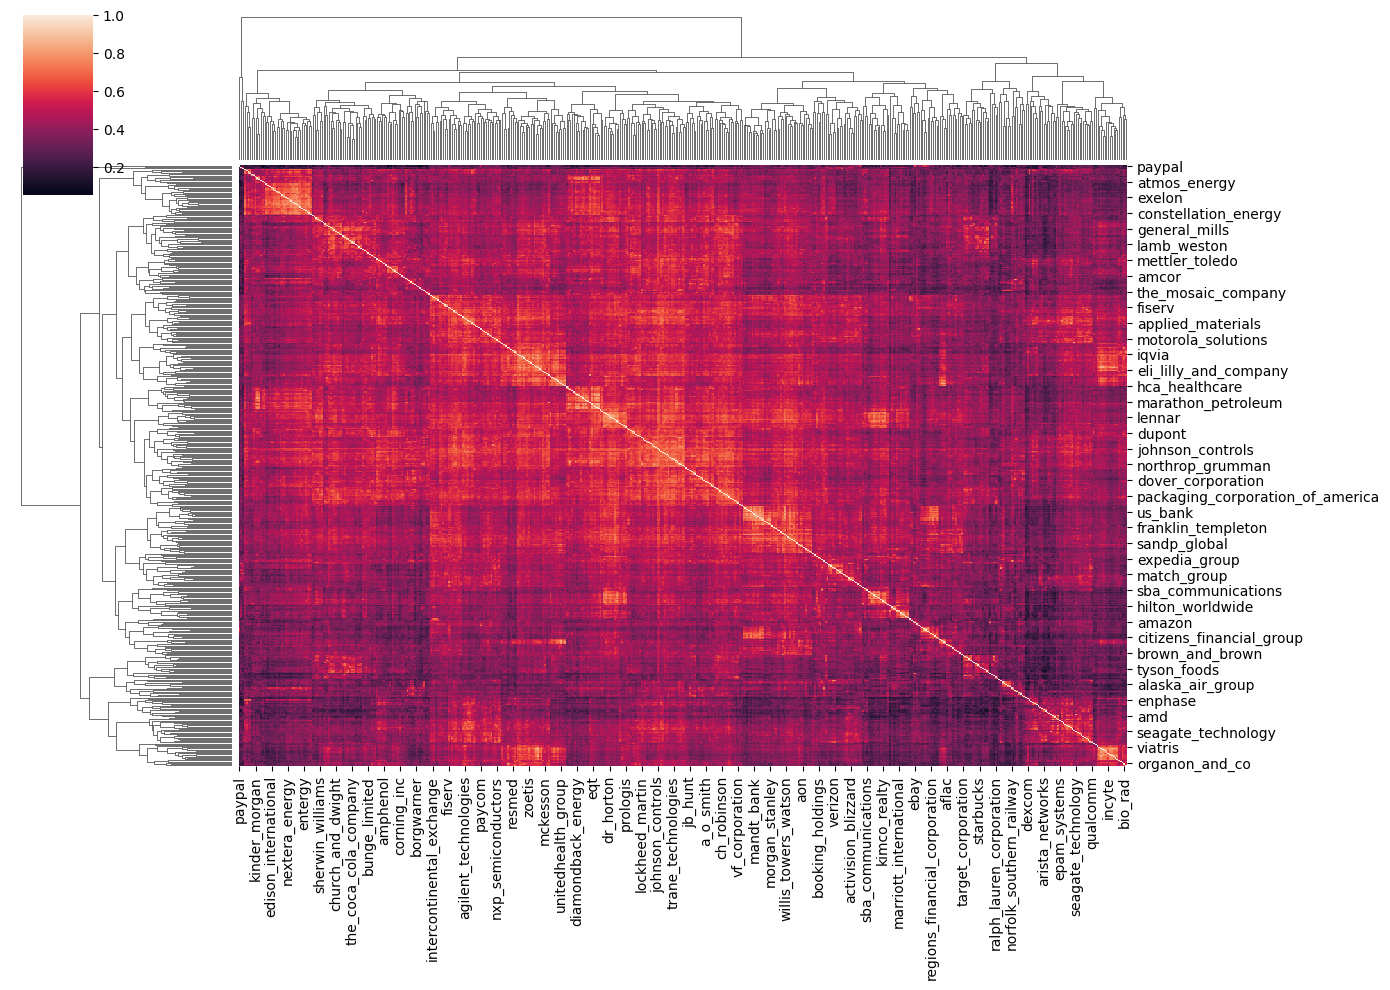 1.0
0.8
0.6
0.4
0.2
paypal
atmos_energy
exelon
constellation_energy
general_mills
lamb_weston
mettler_toledo
amcor
the_mosaic_company
fiserv
applied_materials
motorola_solutions
iqvia
eli_lilly_and_company
hca_healthcare
marathon_petroleum
lennar
dupont
johnson_controls
northrop_grumman
dover_corporation
packaging_corporation_of_america
us_bank
franklin_templeton
sandp_global
expedia_group
match_group
sba_communications
hilton_worldwide
amazon
citizens_financial_group
brown_and_brown
tyson_foods
alaska_air_group
enphase
amd
seagate_technology
viatris
organon_and_co
paypal
kinder_morgan
edison_international
nextera_energy
entergy
sherwin_williams
church_and_dwight
the_coca_cola_company
bunge_limited
amphenol
corning_inc
borgwarner
intercontinental_exchange
fiserv
agilent_technologies
paycom
nxp_semiconductors
resmed
zoetis
mckesson
unitedhealth_group
diamondback_energy
eqt
dr_horton
prologis
lockheed_martin
johnson_controls
trane_technologies
jb_hunt
a_o_smith
ch_robinson
vf_corporation
mandt_bank
morgan_stanley
willis_towers_watson
aon
booking_holdings
verizon
activision_blizzard
sba_communications
kimco_realty
marriott_international
ebay
regions_financial_corporation
aflac
target_corporation
starbucks
ralph_lauren_corporation
norfolk_southern_railway
dexcom
arista_networks
epam_systems
seagate_technology
qualcomm
incyte
bio_rad